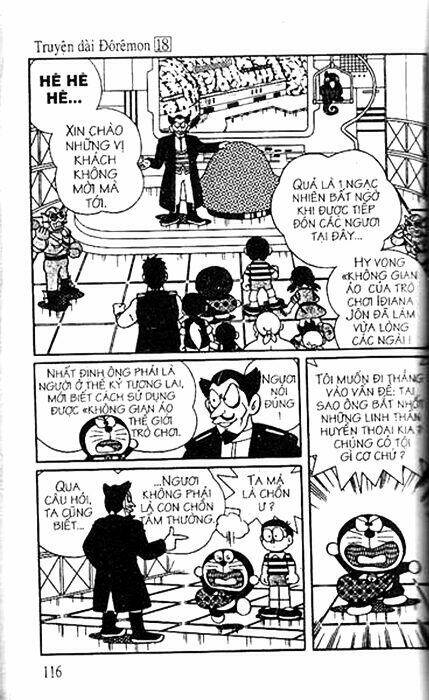 Truyện dài Đôrêmon 18
HÊ HÊ
HÊ...
XIN CHÀO
NHỮNG VỊ
KHÁCH
KHÔNG
MỜI MÀ
TỚI.
QUẢ LÀ 1 NGẠC
NHIÊN BẤT NGỜ
KHI ĐƯỢC TIẾP
ĐÓN CÁC NGƯƠI
TẠI ĐÂY...
HY VỌNG
«KHÔNG GIAN
ẢO CỦA TRÒ
CHƠI IĐIANA
JÔN ĐÃ LÀM
VỪA LÒNG
CÁC NGÀI!
NHẤT ĐỊNH ÔNG PHẢI LÀ
NGƯỜI Ở THẾ KỶ TƯƠNG LAI,
MỚI BIẾT CÁCH SỬ DỤNG
ĐƯỢC «KHÔNG GIAN ẢO
THẾ GIỚI
TRÒ CHƠI.
NGƯƠI
NÓI
ĐÚNG
!
TÔI MUỐN ĐI THẲNG
VÀO VẤN ĐỀ: TẠI
SAO ÔNG BẮT NHỐT
NHỮNG LINH THẦN
HUYỀN THOẠI KIA?
CHÚNG CÓ TỘI
GÌ CƠ CHỨ ?
QUA
CÂU HỎI,
TA CŨNG
BIẾT...
...NGƯƠI
KHÔNG PHẢI
LÀ CON CHỒN
TẦM THƯỜNG.
TA MÀ
LÀ CHỒN
Ư ?
116